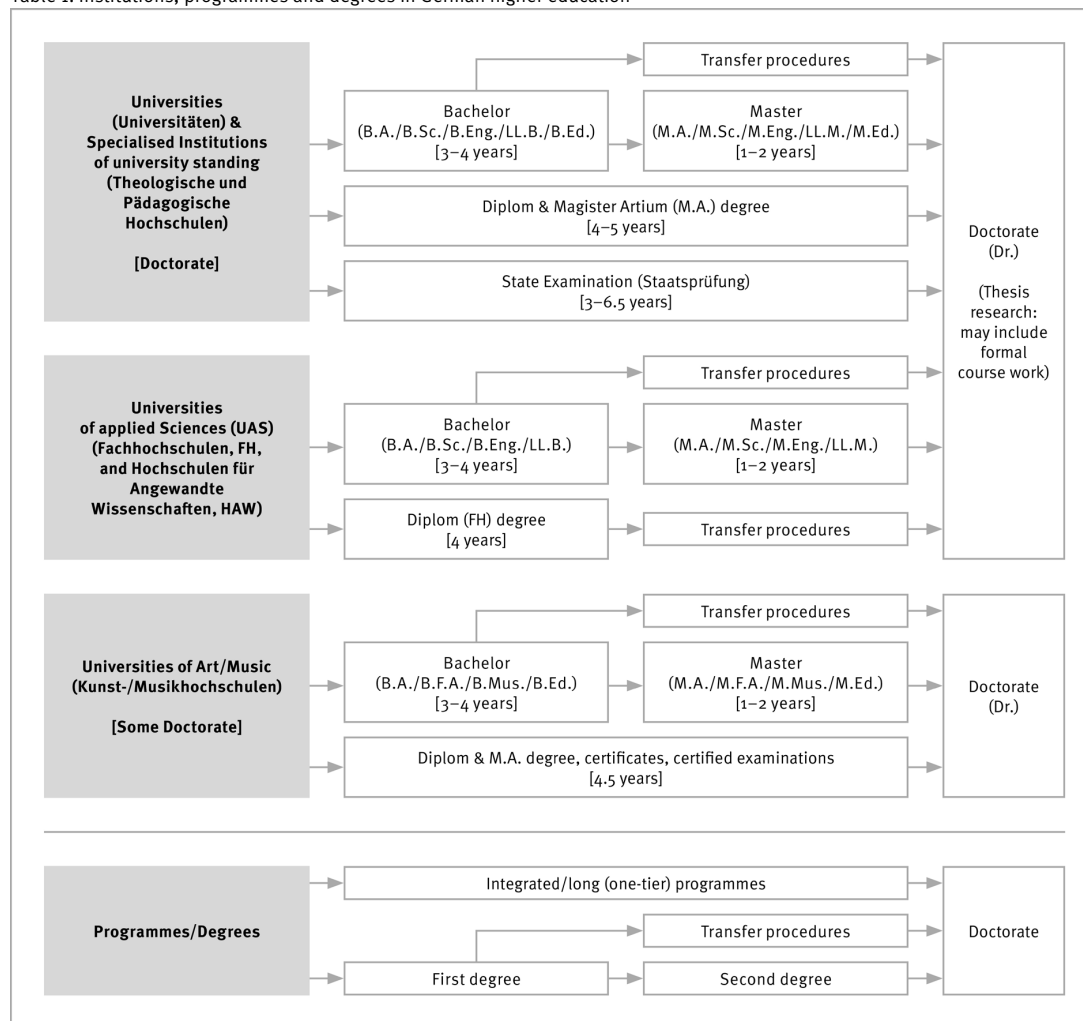 Table 1: Institutions, programmes and degrees in German higher education
Universities
(Universitäten) &
Specialised Institutions
of university standing
(Theologische und
Pädagogische
Hochschulen)
[Doctorate]
Transfer procedures
Bachelor
(B.A./B.Sc./B.Eng./LL.B./B.Ed.)
[3–4 years]
Master
(M.A./M.Sc./M.Eng./LL.M./M.Ed.)
[1–2 years]
Diplom & Magister Artium (M.A.) degree
[4–5 years]
State Examination (Staatsprüfung)
[3–6.5 years]
Doctorate
(Dr.)
(Thesis
research:
may include
formal
course work)
Universities
of applied Sciences (UAS)
(Fachhochschulen, FH,
and Hochschulen für
Angewandte
Wissenschaften, HAW)
Transfer procedures
Bachelor
(B.A./B.Sc./B.Eng./LL.B.)
[3–4 years]
Master
(M.A./M.Sc./M.Eng./LL.M.)
[1–2 years]
Diplom (FH) degree
[4 years]
Transfer procedures
Universities of Art/Music
(Kunst-/Musikhochschulen)
[Some Doctorate]
Transfer procedures
Bachelor
(B.A./B.F.A./B.Mus./B.Ed.)
[3–4 years]
Master
(M.A./M.F.A./M.Mus./M.Ed.)
[1–2 years]
Diplom & M.A. degree, certificates, certified examinations
[4.5 years]
Doctorate
(Dr.)
Programmes/Degrees
Integrated/long (one-tier) programmes
Transfer procedures
First degree
Second degree
Doctorate